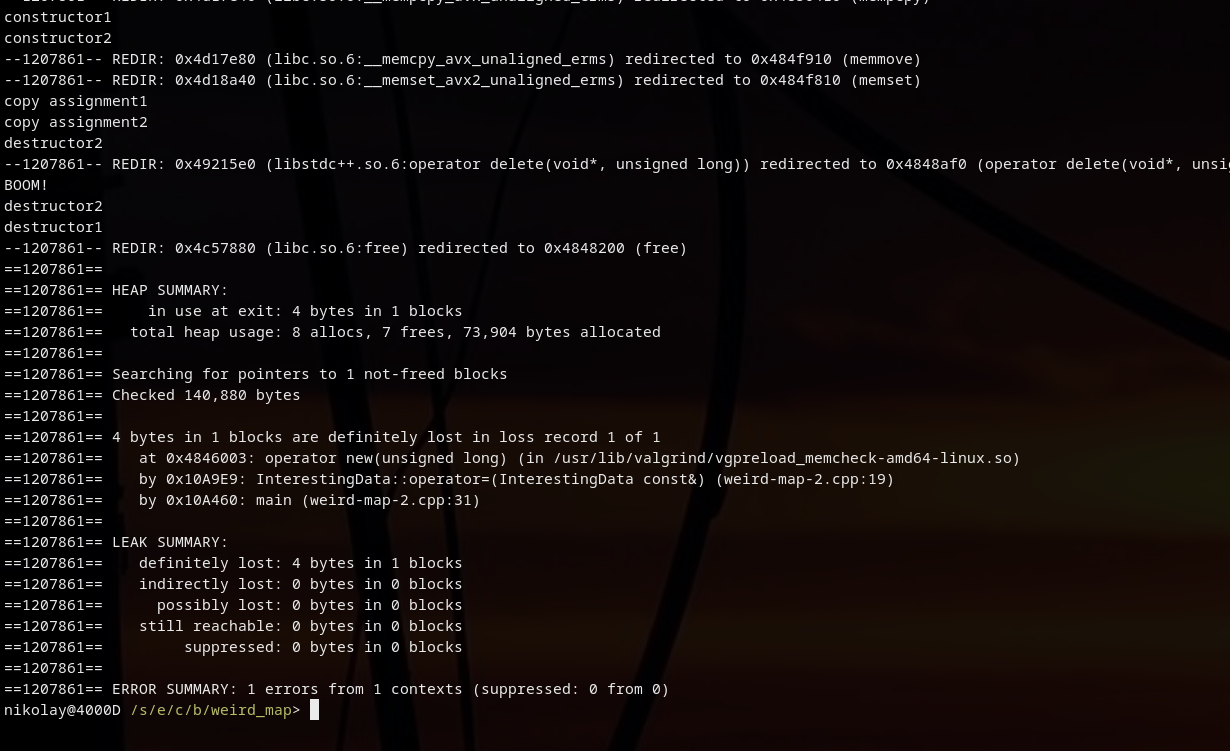 constructor1
constructor2
--1207861-- REDIR: 0x4d17e80 (libc.so.6:__memcpy_avx_unaligned_erms) redirected to 0x484f910 (memmove)
--1207861-- REDIR: 0x4d18a40 (libc.so.6:__memset_avx2_unaligned_erms) redirected to 0x484f810 (memset)
copy assignment1
copy assignment2
destructor2
--1207861-- REDIR: 0x49215e0 (libstdc++.so.6:operator delete(void*, unsigned long)) redirected to 0x4848af0 (operator delete(void*, unsig
BOOM!
destructor2
destructor1
--1207861-- REDIR: 0x4c57880 (libc.so.6:free) redirected to 0x4848200 (free)
==1207861==
==1207861== HEAP SUMMARY:
==1207861==     in use at exit: 4 bytes in 1 blocks
==1207861==   total heap usage: 8 allocs, 7 frees, 73,904 bytes allocated
==1207861==
==1207861== Searching for pointers to 1 not-freed blocks
==1207861== Checked 140,880 bytes
==1207861==
==1207861== 4 bytes in 1 blocks are definitely lost in loss record 1 of 1
==1207861==    at 0x4846003: operator new(unsigned long) (in /usr/lib/valgrind/vgpreload_memcheck-amd64-linux.so)
==1207861==    by 0x10A9E9: InterestingData::operator=(InterestingData const&) (weird-map-2.cpp:19)
==1207861==    by 0x10A460: main (weird-map-2.cpp:31)
==1207861==
==1207861== LEAK SUMMARY:
==1207861==    definitely lost: 4 bytes in 1 blocks
==1207861==    indirectly lost: 0 bytes in 0 blocks
==1207861==      possibly lost: 0 bytes in 0 blocks
==1207861==    still reachable: 0 bytes in 0 blocks
==1207861==         suppressed: 0 bytes in 0 blocks
==1207861==
==1207861== ERROR SUMMARY: 1 errors from 1 contexts (suppressed: 0 from 0)
nikolay@4000D /s/e/c/b/weird_map>